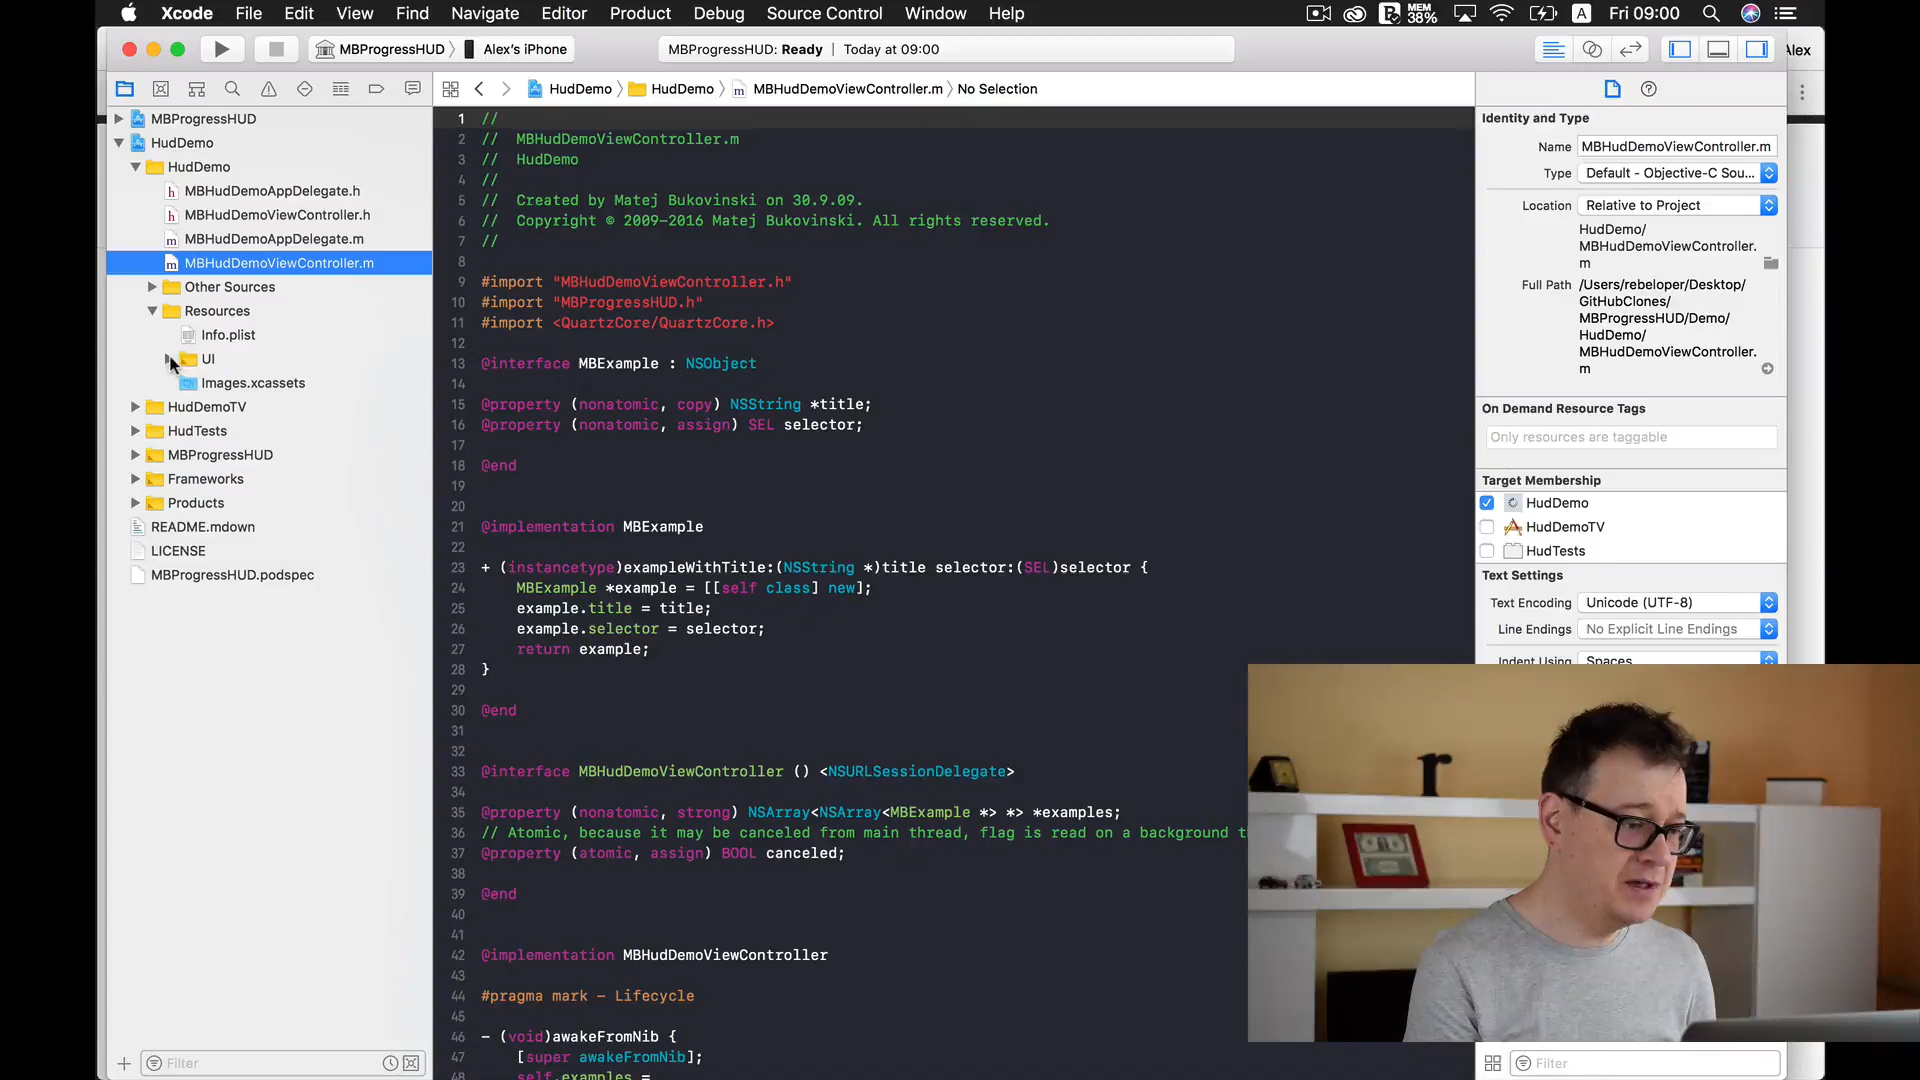 Xcode File Edit View Find Navigate Editor Product Debug Source Control Window Help MEM 38% A Fri 09:00
MBProgressHUD Alex's iPhone MBProgressHUD: Ready | Today at 09:00 Alex
HudDemo HudDemo MBHudDemoViewController.m No Selection
MBProgressHUD
HudDemo
HudDemo
MBHudDemoAppDelegate.h
MBHudDemoViewController.h
MBHudDemoAppDelegate.m
MBHudDemoViewController.m
Other Sources
Resources
Info.plist
UI
Images.xcassets
HudDemoTV
HudTests
MBProgressHUD
Frameworks
Products
README.mdown
LICENSE
MBProgressHUD.podspec
Filter
1 //
2 // MBHudDemoViewController.m
3 // HudDemo
4 //
5 // Created by Matej Bukovinski on 30.9.09.
6 // Copyright © 2009-2016 Matej Bukovinski. All rights reserved.
7 //
8
9 #import "MBHudDemoViewController.h"
10 #import "MBProgressHUD.h"
11 #import <QuartzCore/QuartzCore.h>
12
13 @interface MBExample : NSObject
14
15 @property (nonatomic, copy) NSString *title;
16 @property (nonatomic, assign) SEL selector;
17
18 @end
19
20
21 @implementation MBExample
22
23 + (instancetype)exampleWithTitle:(NSString *)title selector:(SEL)selector {
24 MBExample *example = [[self class] new];
25 example.title = title;
26 example.selector = selector;
27 return example;
28 }
29
30 @end
31
32
33 @interface MBHudDemoViewController () <NSURLSessionDelegate>
34
35 @property (nonatomic, strong) NSArray<NSArray<MBExample *> *> *examples;
36 // Atomic, because it may be canceled from main thread, flag is read on a background
37 @property (atomic, assign) BOOL canceled;
38
39 @end
40
41
42 @implementation MBHudDemoViewController
43
44 #pragma mark - Lifecycle
45
46 - (void)awakeFromNib {
47 [super awakeFromNib];
48 self.examples =
Identity and Type
Name MBHudDemoViewController.m
Type Default - Objective-C Sou...
Location Relative to Project
HudDemo/
MBHudDemoViewController.
m
Full Path /Users/rebeloper/Desktop/
GitHubClones/
MBProgressHUD/Demo/
HudDemo/
MBHudDemoViewController.
m
On Demand Resource Tags
Only resources are taggable
Target Membership
HudDemo
HudDemoTV
HudTests
Text Settings
Text Encoding Unicode (UTF-8)
Line Endings No Explicit Line Endings
Indent Using Spaces
Filter